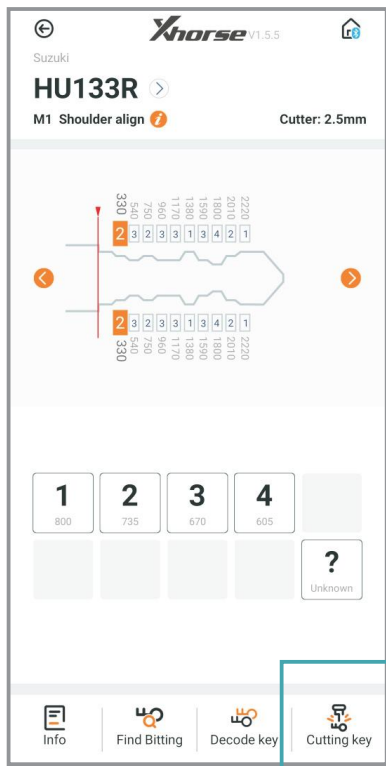 Xhorse V1.5.5
Suzuki
HU133R
M1 Shoulder align i Cutter: 2.5mm
330 540 750 960 1170 1380 1590 1800 2010 2220
2 3 2 3 3 1 3 4 2 1
2 3 2 3 3 1 3 4 2 1
330 540 750 960 1170 1380 1590 1800 2010 2220
1 2 3 4
800 735 670 605
?
Unknown
Info Find Bitting Decode key Cutting key